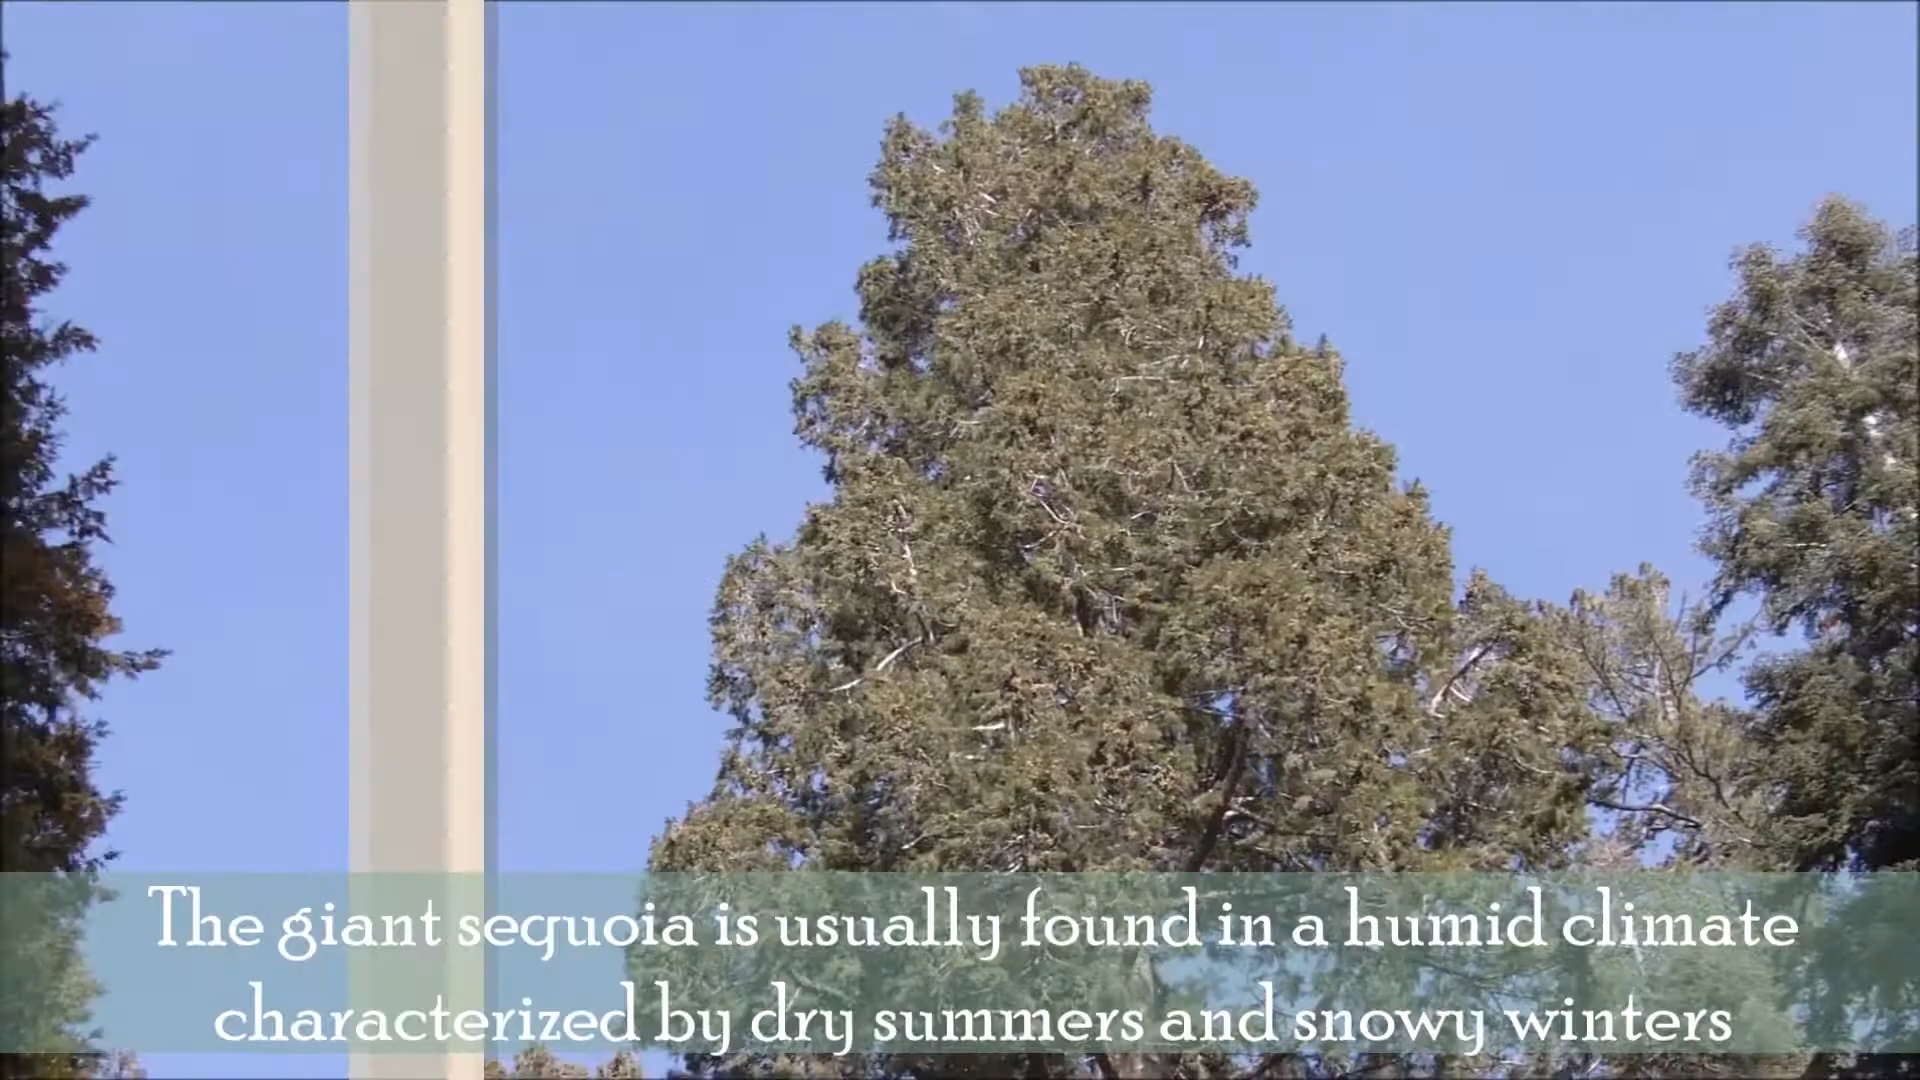 The giant sequoia is usually found in a humid climate
characterized by dry summers and snowy winters